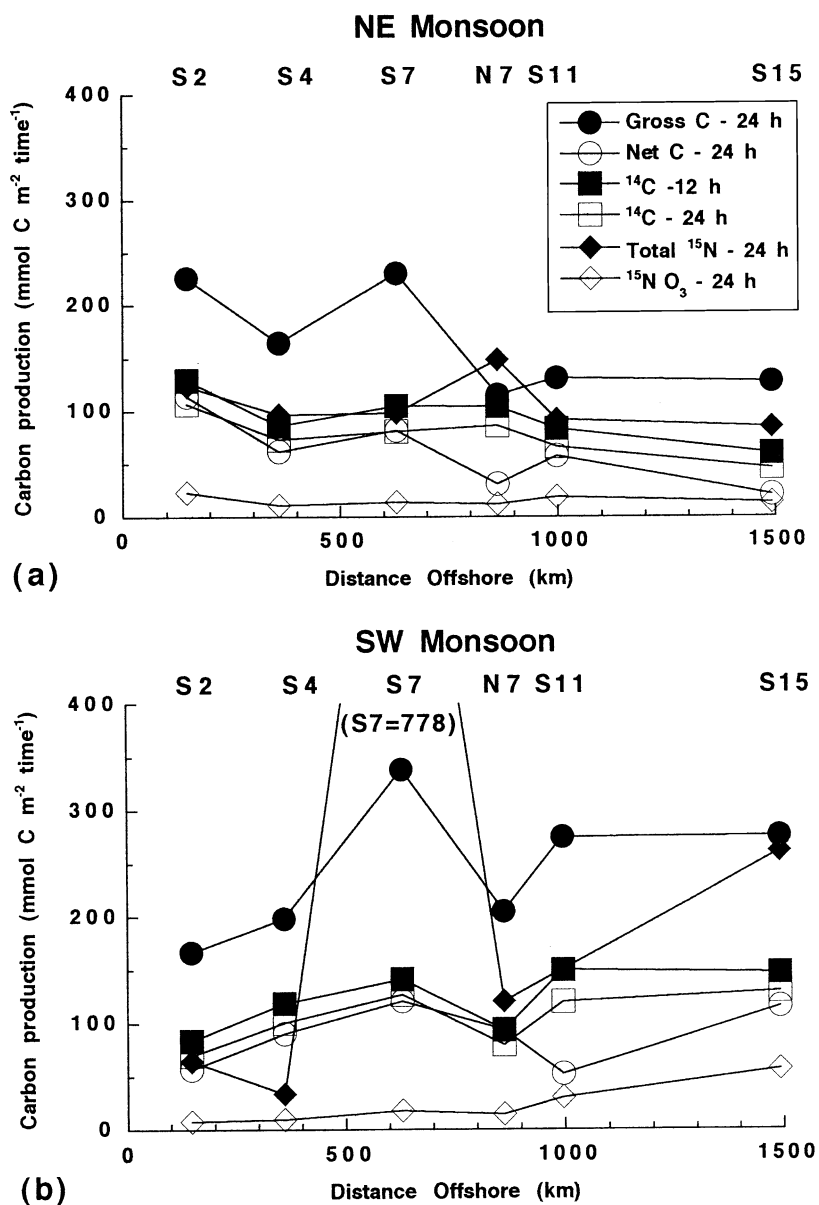 NE Monsoon
S2 S4 S7 N7 S11 S15
400
300
200
100
0
Carbon production (mmol C m⁻² time⁻¹)
Gross C - 24 h
Net C - 24 h
¹⁴C -12 h
¹⁴C - 24 h
Total ¹⁵N - 24 h
¹⁵N O₃ - 24 h
0 500 1000 1500
Distance Offshore (km)
(a)
SW Monsoon
S2 S4 S7 N7 S11 S15
(S7=778)
400
300
200
100
0
Carbon production (mmol C m⁻² time⁻¹)
0 500 1000 1500
Distance Offshore (km)
(b)